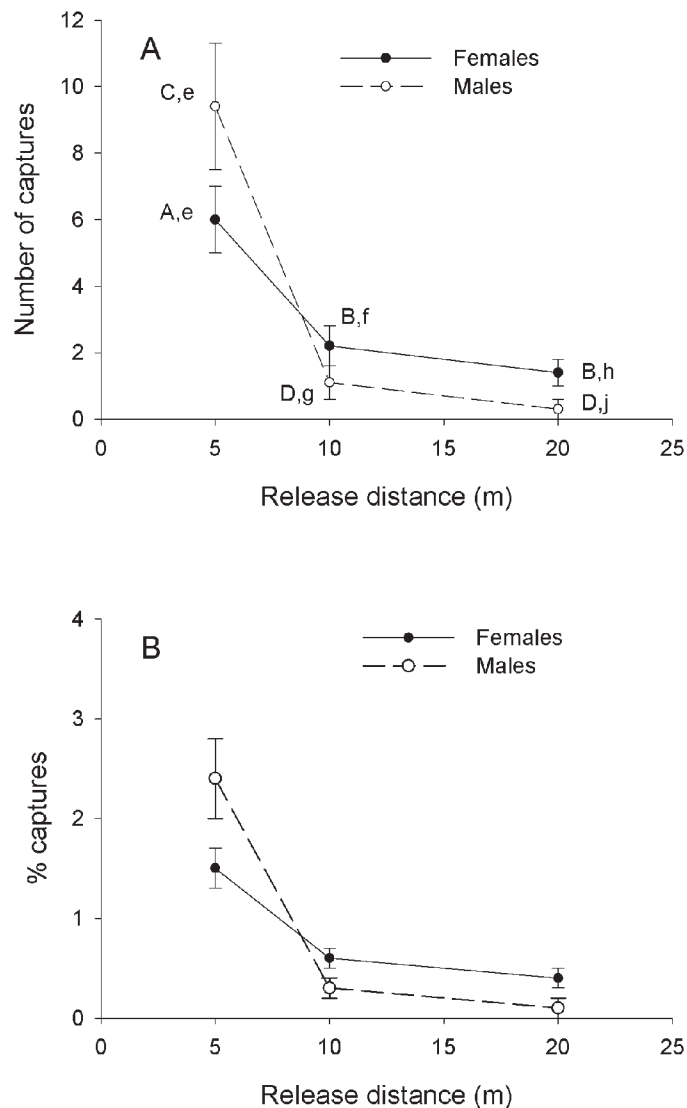 A
Females
Males
Number of captures
12
10
8
6
4
2
0
C,e
A,e
B,f
D,g
B,h
D,j
0 5 10 15 20 25
Release distance (m)
B
Females
Males
% captures
4
3
2
1
0
0 5 10 15 20 25
Release distance (m)